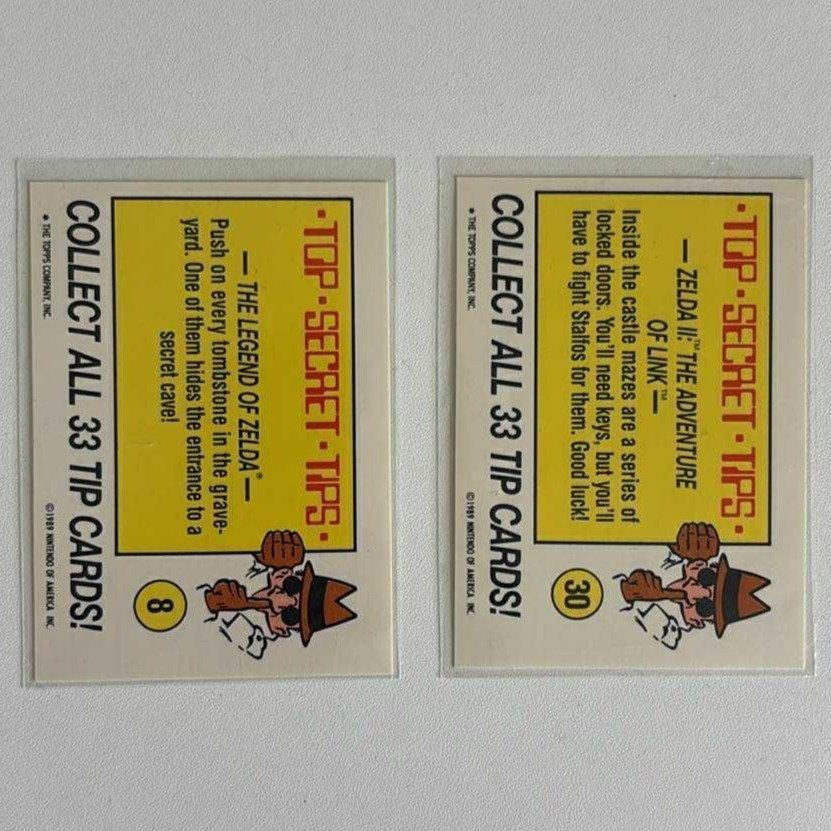 ·TOP·SECRET·TIPS·
— THE LEGEND OF ZELDA® —
Push on every tombstone in the grave-
yard. One of them hides the entrance to a
secret cave!
8
COLLECT ALL 33 TIP CARDS!
* THE TOPPS COMPANY, INC.
©1989 NINTENDO OF AMERICA INC.
·TOP·SECRET·TIPS·
— ZELDA II:™ THE ADVENTURE
OF LINK™ —
Inside the castle mazes are a series of
locked doors. You'll need keys, but you'll
have to fight Stalfos for them. Good luck!
30
COLLECT ALL 33 TIP CARDS!
* THE TOPPS COMPANY, INC.
©1989 NINTENDO OF AMERICA INC.